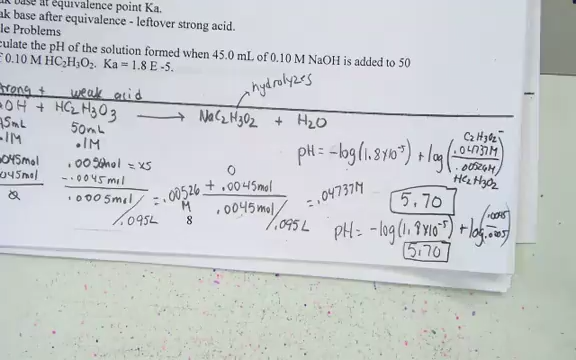 ak base at equivalence point Ka.
ak base after equivalence - leftover strong acid.
le Problems
culate the pH of the solution formed when 45.0 mL of 0.10 M NaOH is added to 50
f 0.10 M HC2H3O2. Ka = 1.8 E -5.
hydrolyzes
trong + weak acid
OH + HC2H3O3 → NaC2H3O2 + H2O
45mL 50mL
.1M .1M
.0045mol .0050mol = xs 0
.0045mol - .0045mol + .0045mol
0 .0005mol/.095L = .00526 M .0045mol/.095L = .04737M
8
pH = -log(1.8x10-5) + log(.04737M/.00526M)
C2H3O2-
HC2H3O2
5.70
pH = -log(1.8x10-5) + log(.0045/.0005)
5.70